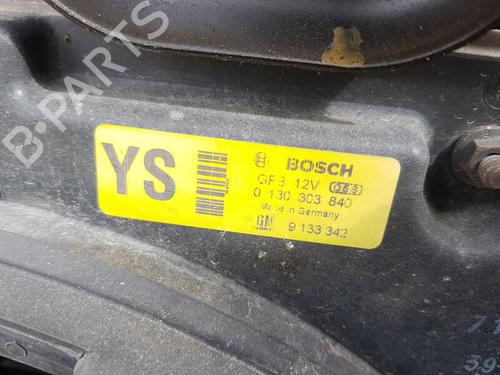 B-PARTS
YS
BOSCH
GPB 12V
0 130 303 840
Made in Germany
GM 9 133 342